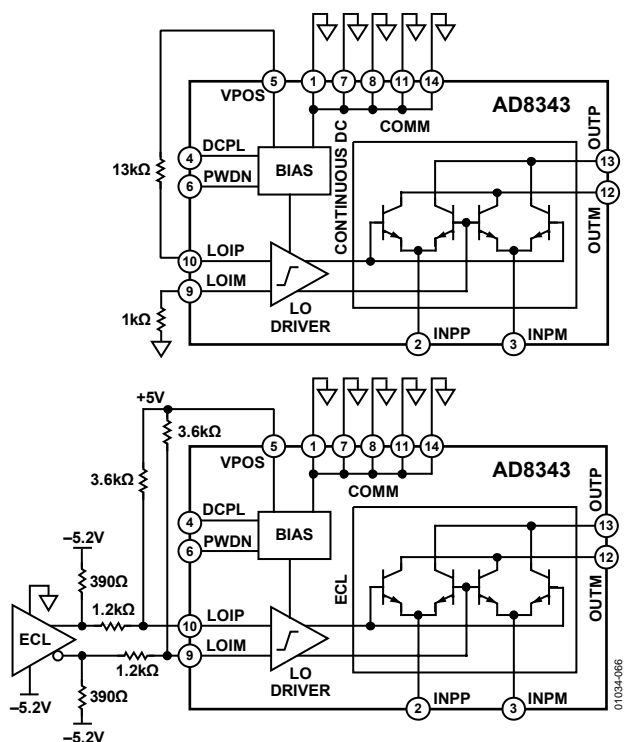 5
1
7
8
11
14
VPOS
AD8343
COMM
OUTP
13
12
OUTM
4
DCPL
6
PWDN
BIAS
CONTINUOUS DC
13kΩ
10
LOIP
9
LOIM
1kΩ
LO
DRIVER
2
INPP
3
INPM
+5V
3.6kΩ
5
1
7
8
11
14
VPOS
AD8343
COMM
OUTP
13
12
OUTM
3.6kΩ
4
DCPL
6
PWDN
BIAS
ECL
–5.2V
390Ω
1.2kΩ
10
LOIP
ECL
9
LOIM
1.2kΩ
LO
DRIVER
–5.2V
390Ω
–5.2V
2
INPP
3
INPM
01034-066